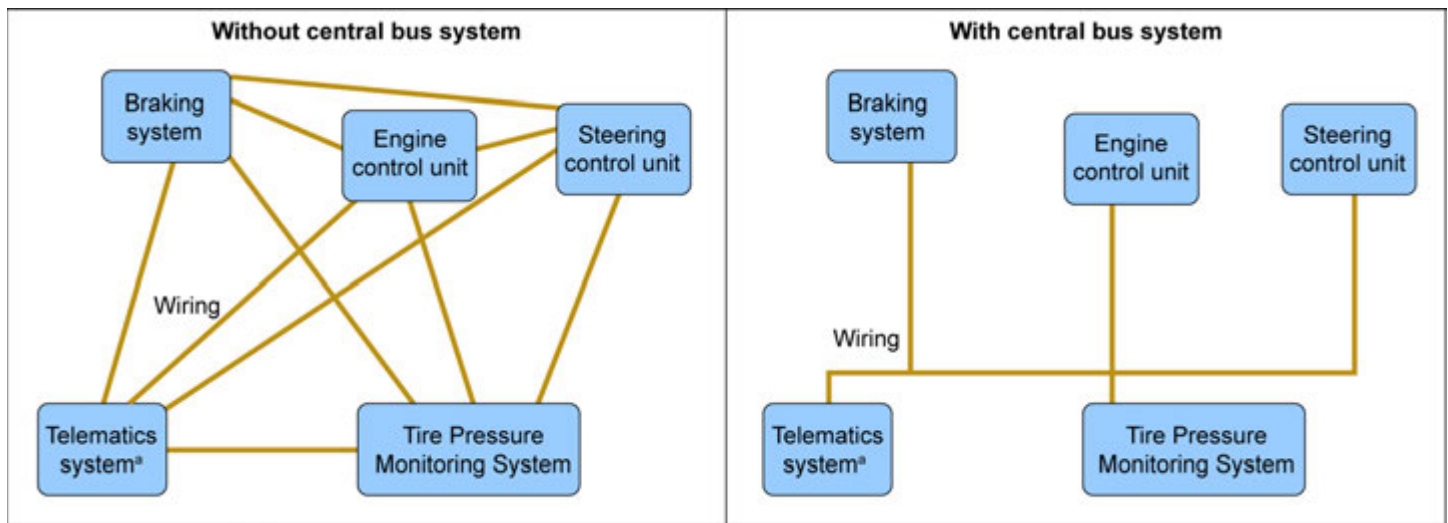 Without central bus system
Braking
system
Engine
control unit
Steering
control unit
Wiring
Telematics
systemᵃ
Tire Pressure
Monitoring System
With central bus system
Braking
system
Engine
control unit
Steering
control unit
Wiring
Telematics
systemᵃ
Tire Pressure
Monitoring System